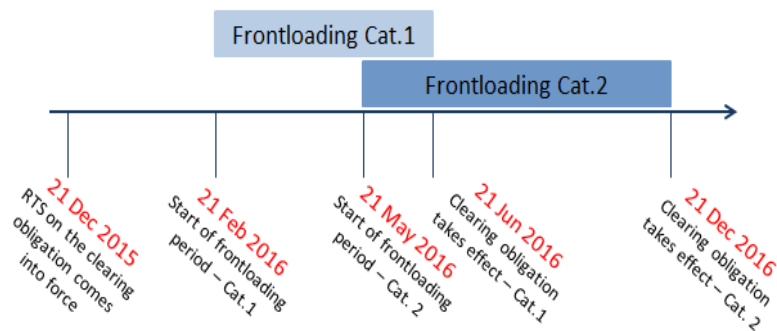 Frontloading Cat.1
Frontloading Cat.2
21 Dec 2015
RTS on the clearing
obligation comes
into force
21 Feb 2016
Start of frontloading
period – Cat.1
21 May 2016
Start of frontloading
period – Cat. 2
21 Jun 2016
Clearing obligation
takes effect – Cat.1
21 Dec 2016
Clearing obligation
takes effect – Cat. 2